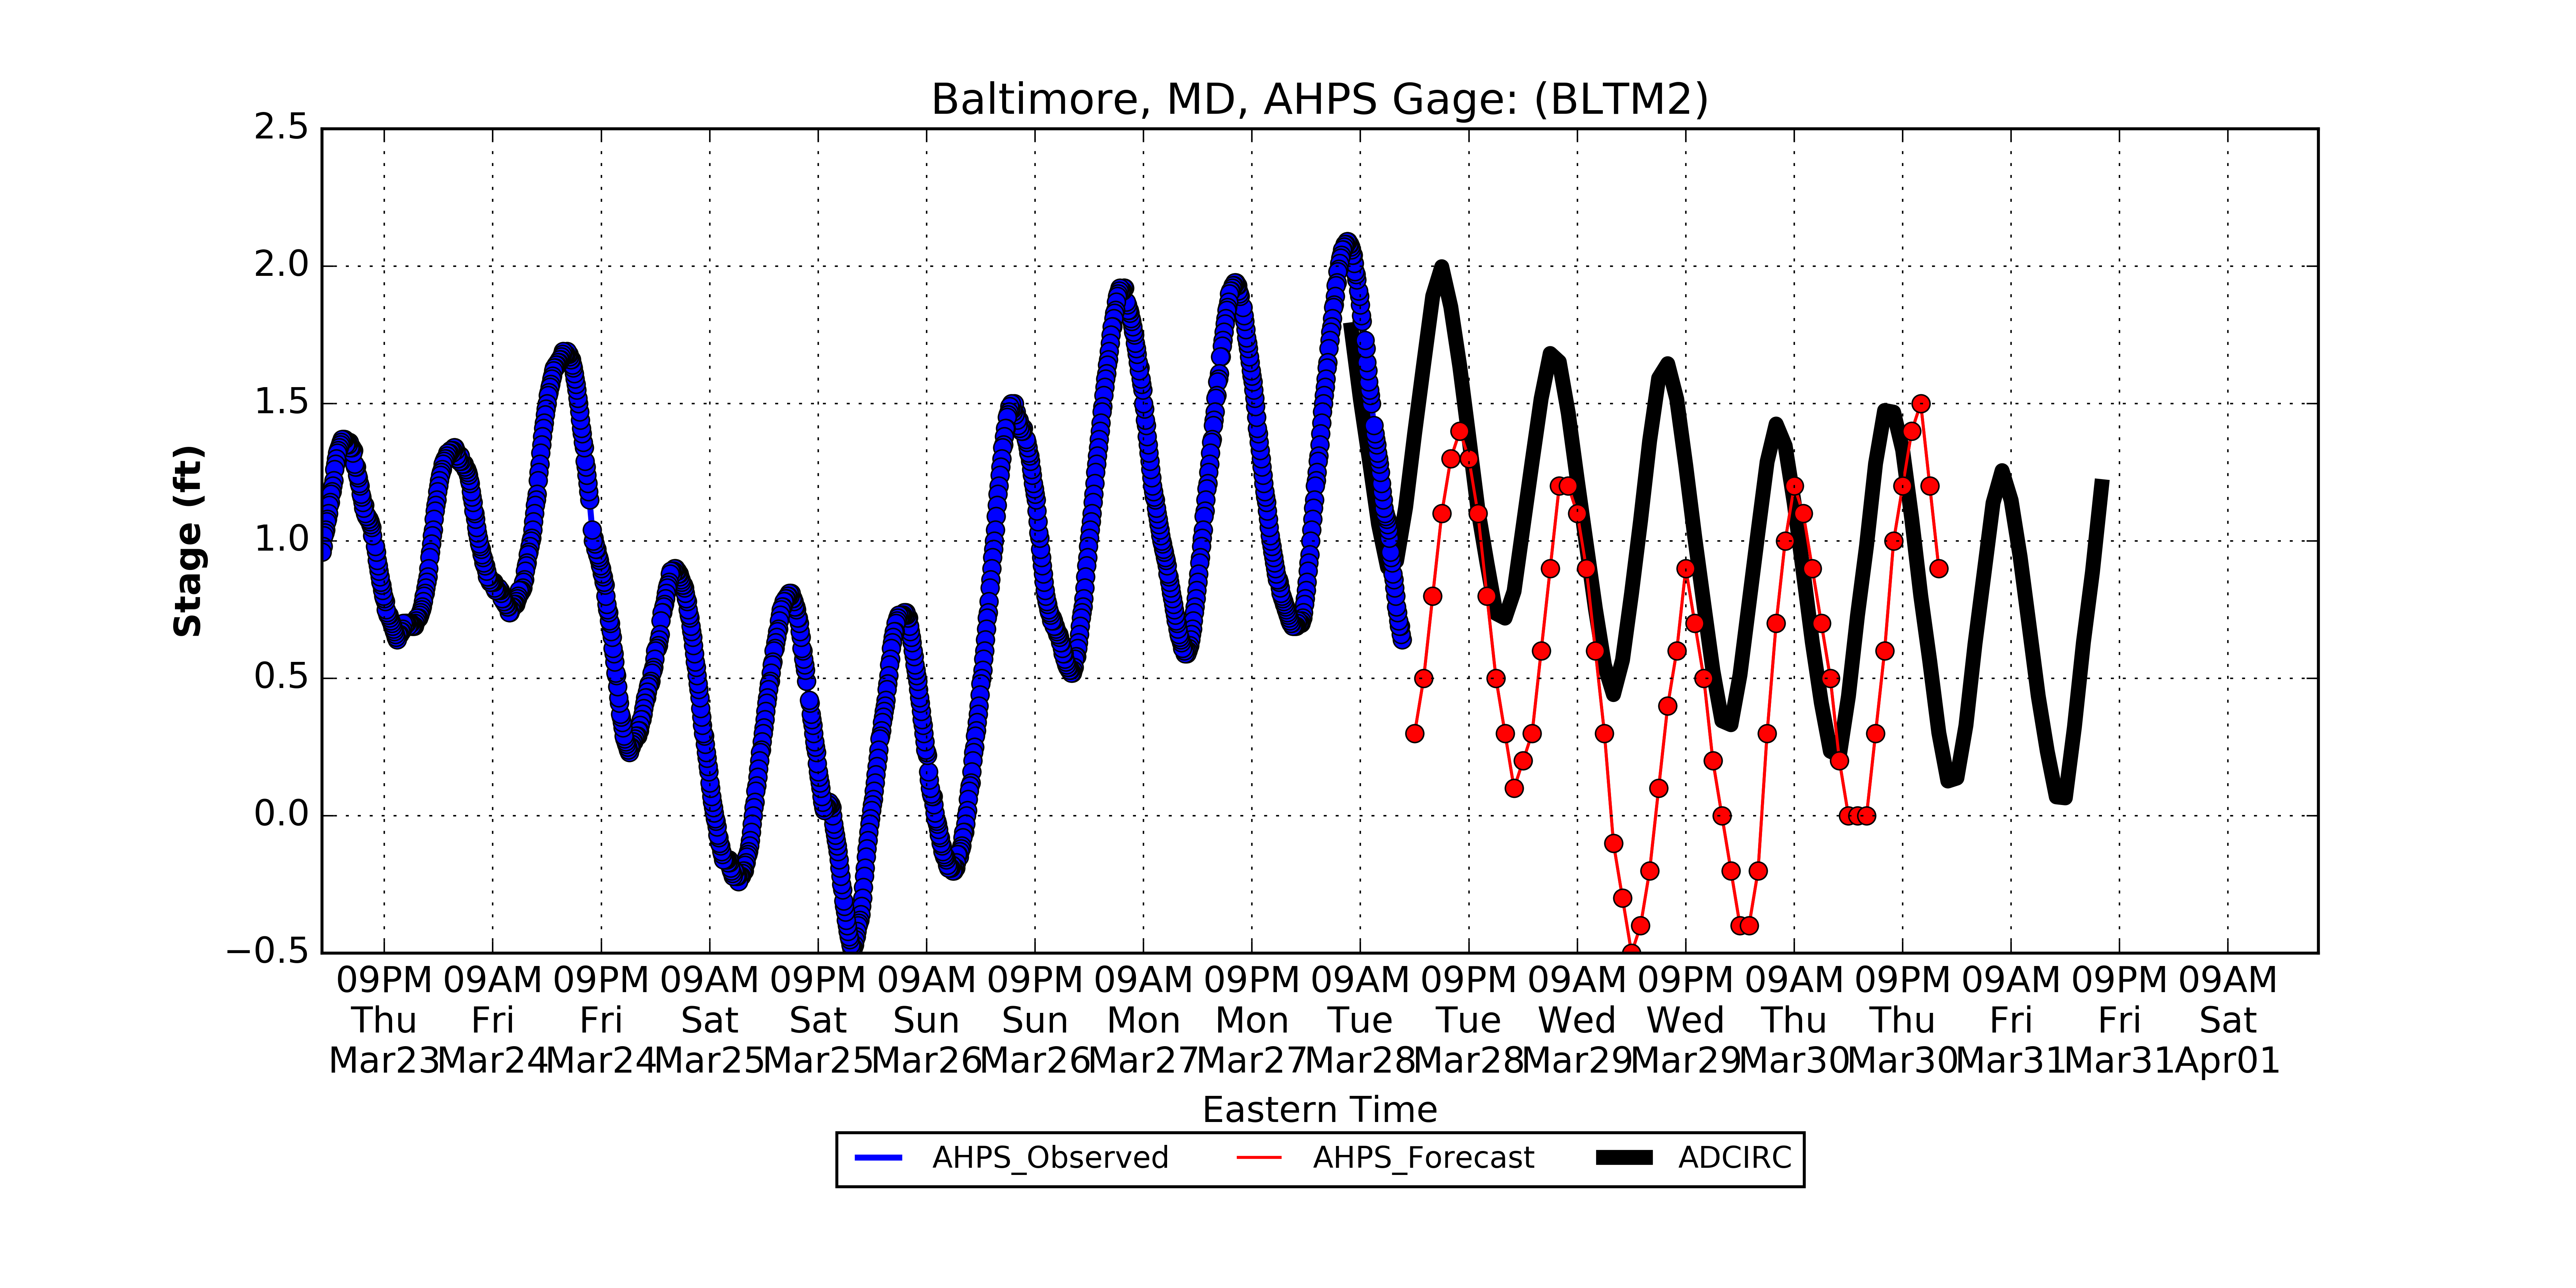 Baltimore, MD, AHPS Gage: (BLTM2)
2.5
2.0
1.5
1.0
0.5
0.0
−0.5
Stage (ft)
09PM 09AM 09PM 09AM 09PM 09AM 09PM 09AM 09PM 09AM 09PM 09AM 09PM 09AM 09PM 09AM 09PM 09AM
Thu Fri Fri Sat Sat Sun Sun Mon Mon Tue Tue Wed Wed Thu Thu Fri Fri Sat
Mar23 Mar24 Mar24 Mar25 Mar25 Mar26 Mar26 Mar27 Mar27 Mar28 Mar28 Mar29 Mar29 Mar30 Mar30 Mar31 Mar31 Apr01
Eastern Time
AHPS_Observed AHPS_Forecast ADCIRC